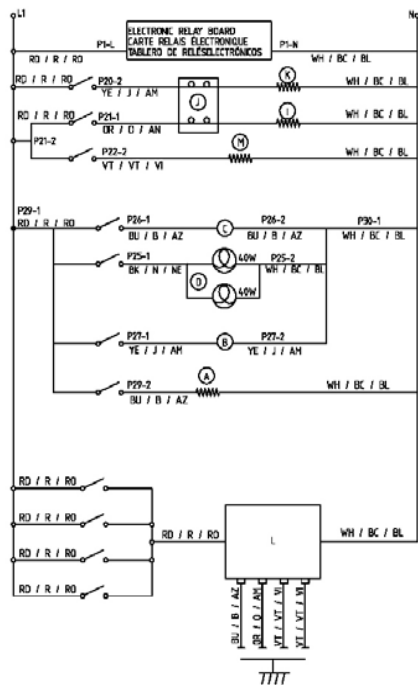 L1
N
ELECTRONIC RELAY BOARD
CARTE RELAIS ÉLECTRONIQUE
TABLERO DE RELÉSELECTRÓNICOS
P1-L
P1-N
RD / R / RO
WH / BC / BL
RD / R / RO
P20-2
K
WH / BC / BL
YE / J / AM
J
RD / R / RO
P21-1
I
WH / BC / BL
OR / O / AN
P21-2
P22-2
M
WH / BC / BL
VT / VT / VI
P29-1
RD / R / RO
P26-1
C
P26-2
P30-1
BU / B / AZ
BU / B / AZ
WH / BC / BL
P25-1
40W
P25-2
BK / N / NE
WH / BC / BL
D
40W
P27-1
B
P27-2
YE / J / AM
YE / J / AM
P29-2
A
WH / BC / BL
BU / B / AZ
RD / R / RO
RD / R / RO
RD / R / RO
RD / R / RO
RD / R / RO
L
WH / BC / BL
BU / B / AZ
OR / O / AM
VT / VT / VI
VT / VT / VI